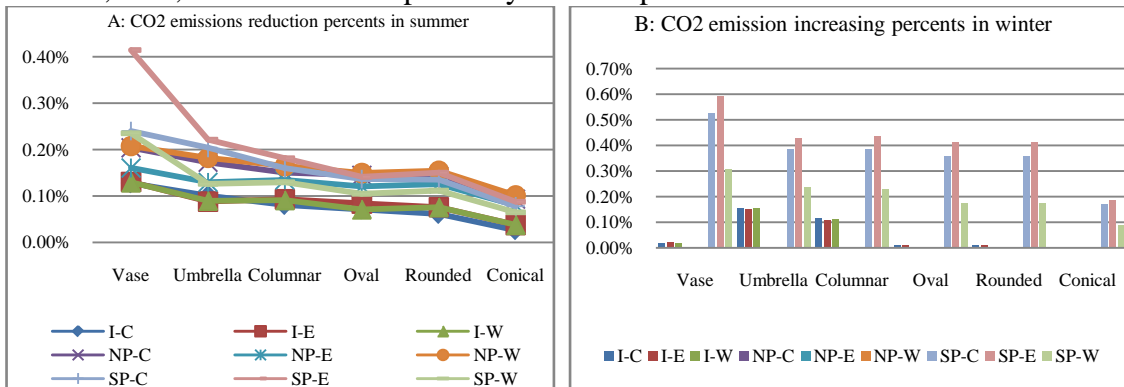 A: CO2 emissions reduction percents in summer
0.40%
0.30%
0.20%
0.10%
0.00%
Vase Umbrella Columnar Oval Rounded Conical
I-C I-E I-W
NP-C NP-E NP-W
SP-C SP-E SP-W
B: CO2 emission increasing percents in winter
0.70%
0.60%
0.50%
0.40%
0.30%
0.20%
0.10%
0.00%
Vase Umbrella Columnar Oval Rounded Conical
I-C I-E I-W NP-C NP-E NP-W SP-C SP-E SP-W